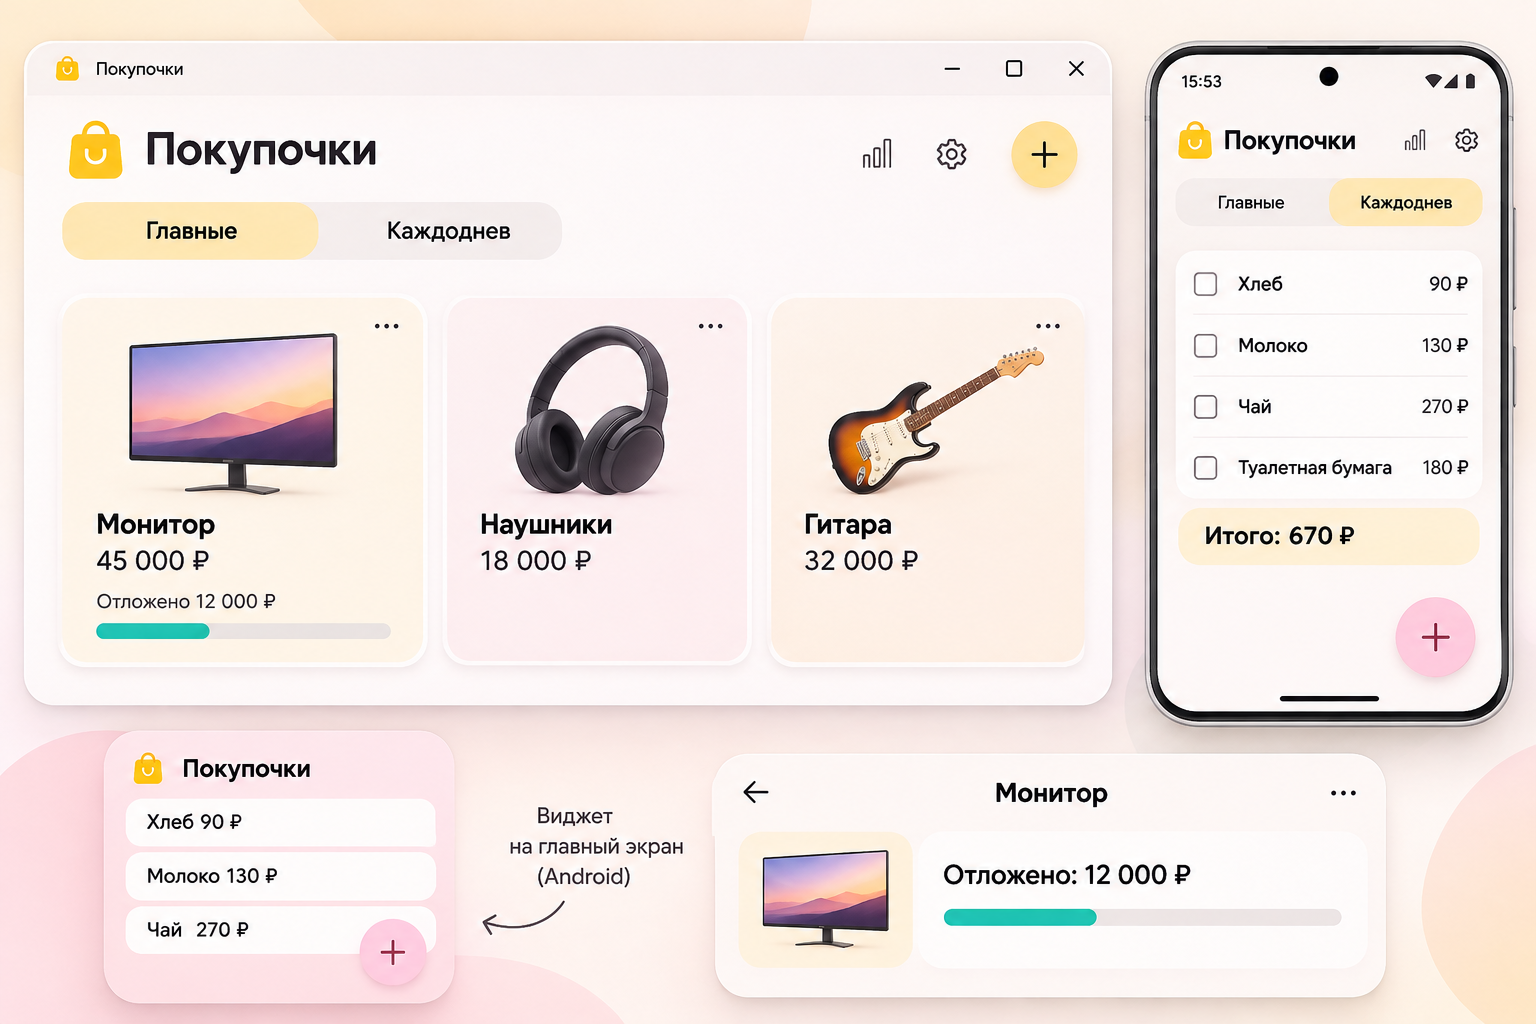 Покупочки
Покупочки
Главные
Каждоднев
Монитор
45 000 ₽
Отложено 12 000 ₽
Наушники
18 000 ₽
Гитара
32 000 ₽
15:53
Покупочки
Главные
Каждоднев
Хлеб 90 ₽
Молоко 130 ₽
Чай 270 ₽
Туалетная бумага 180 ₽
Итого: 670 ₽
Покупочки
Хлеб 90 ₽
Молоко 130 ₽
Чай 270 ₽
Виджет
на главный экран
(Android)
Монитор
Отложено: 12 000 ₽